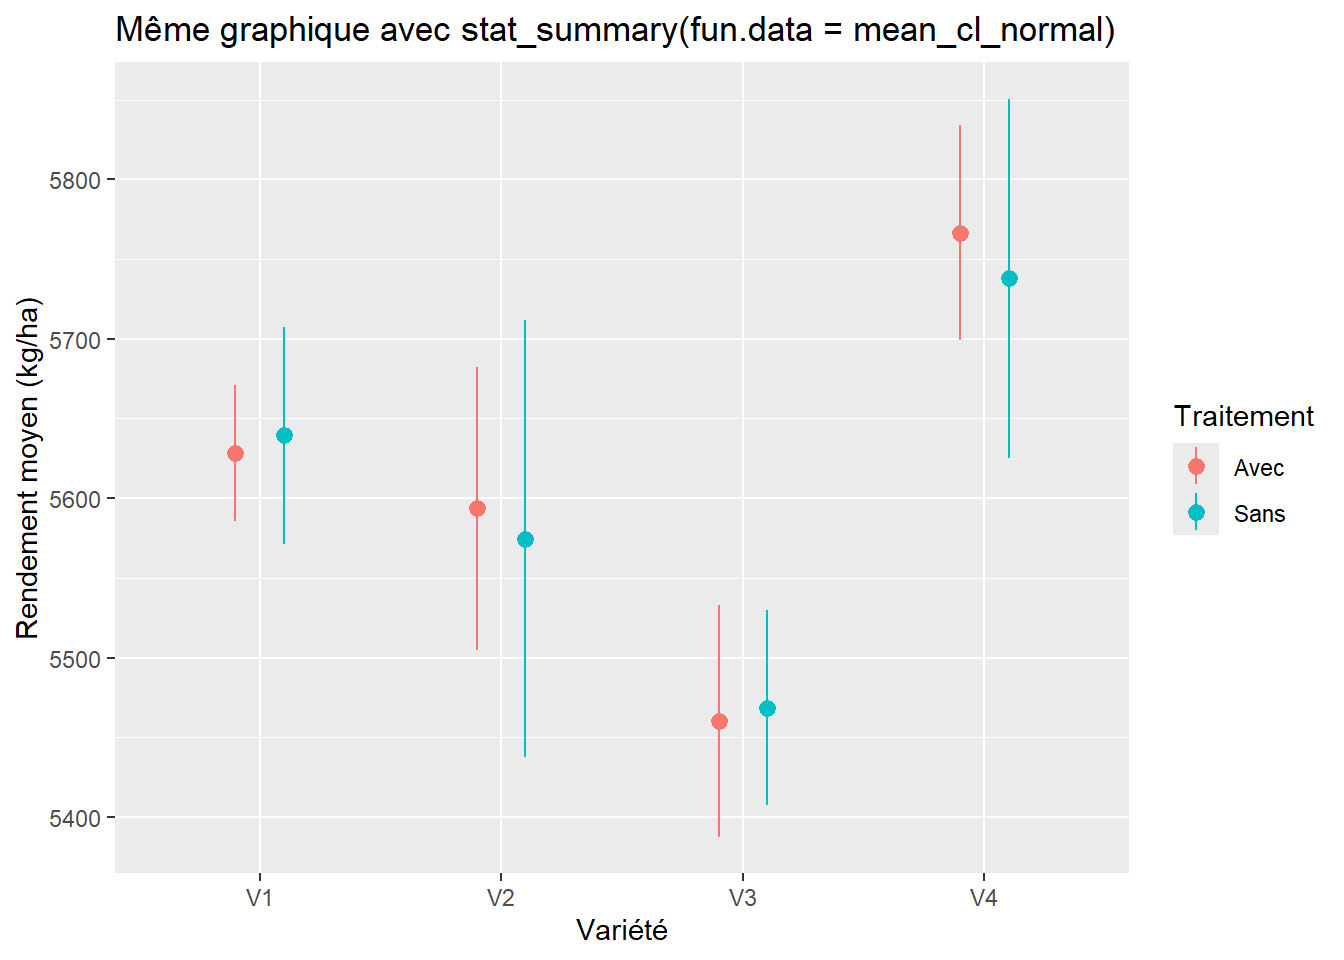 Même graphique avec stat_summary(fun.data = mean_cl_normal)
Rendement moyen (kg/ha)
5800
5700
5600
5500
5400
V1 V2 V3 V4
Variété
Traitement
Avec
Sans